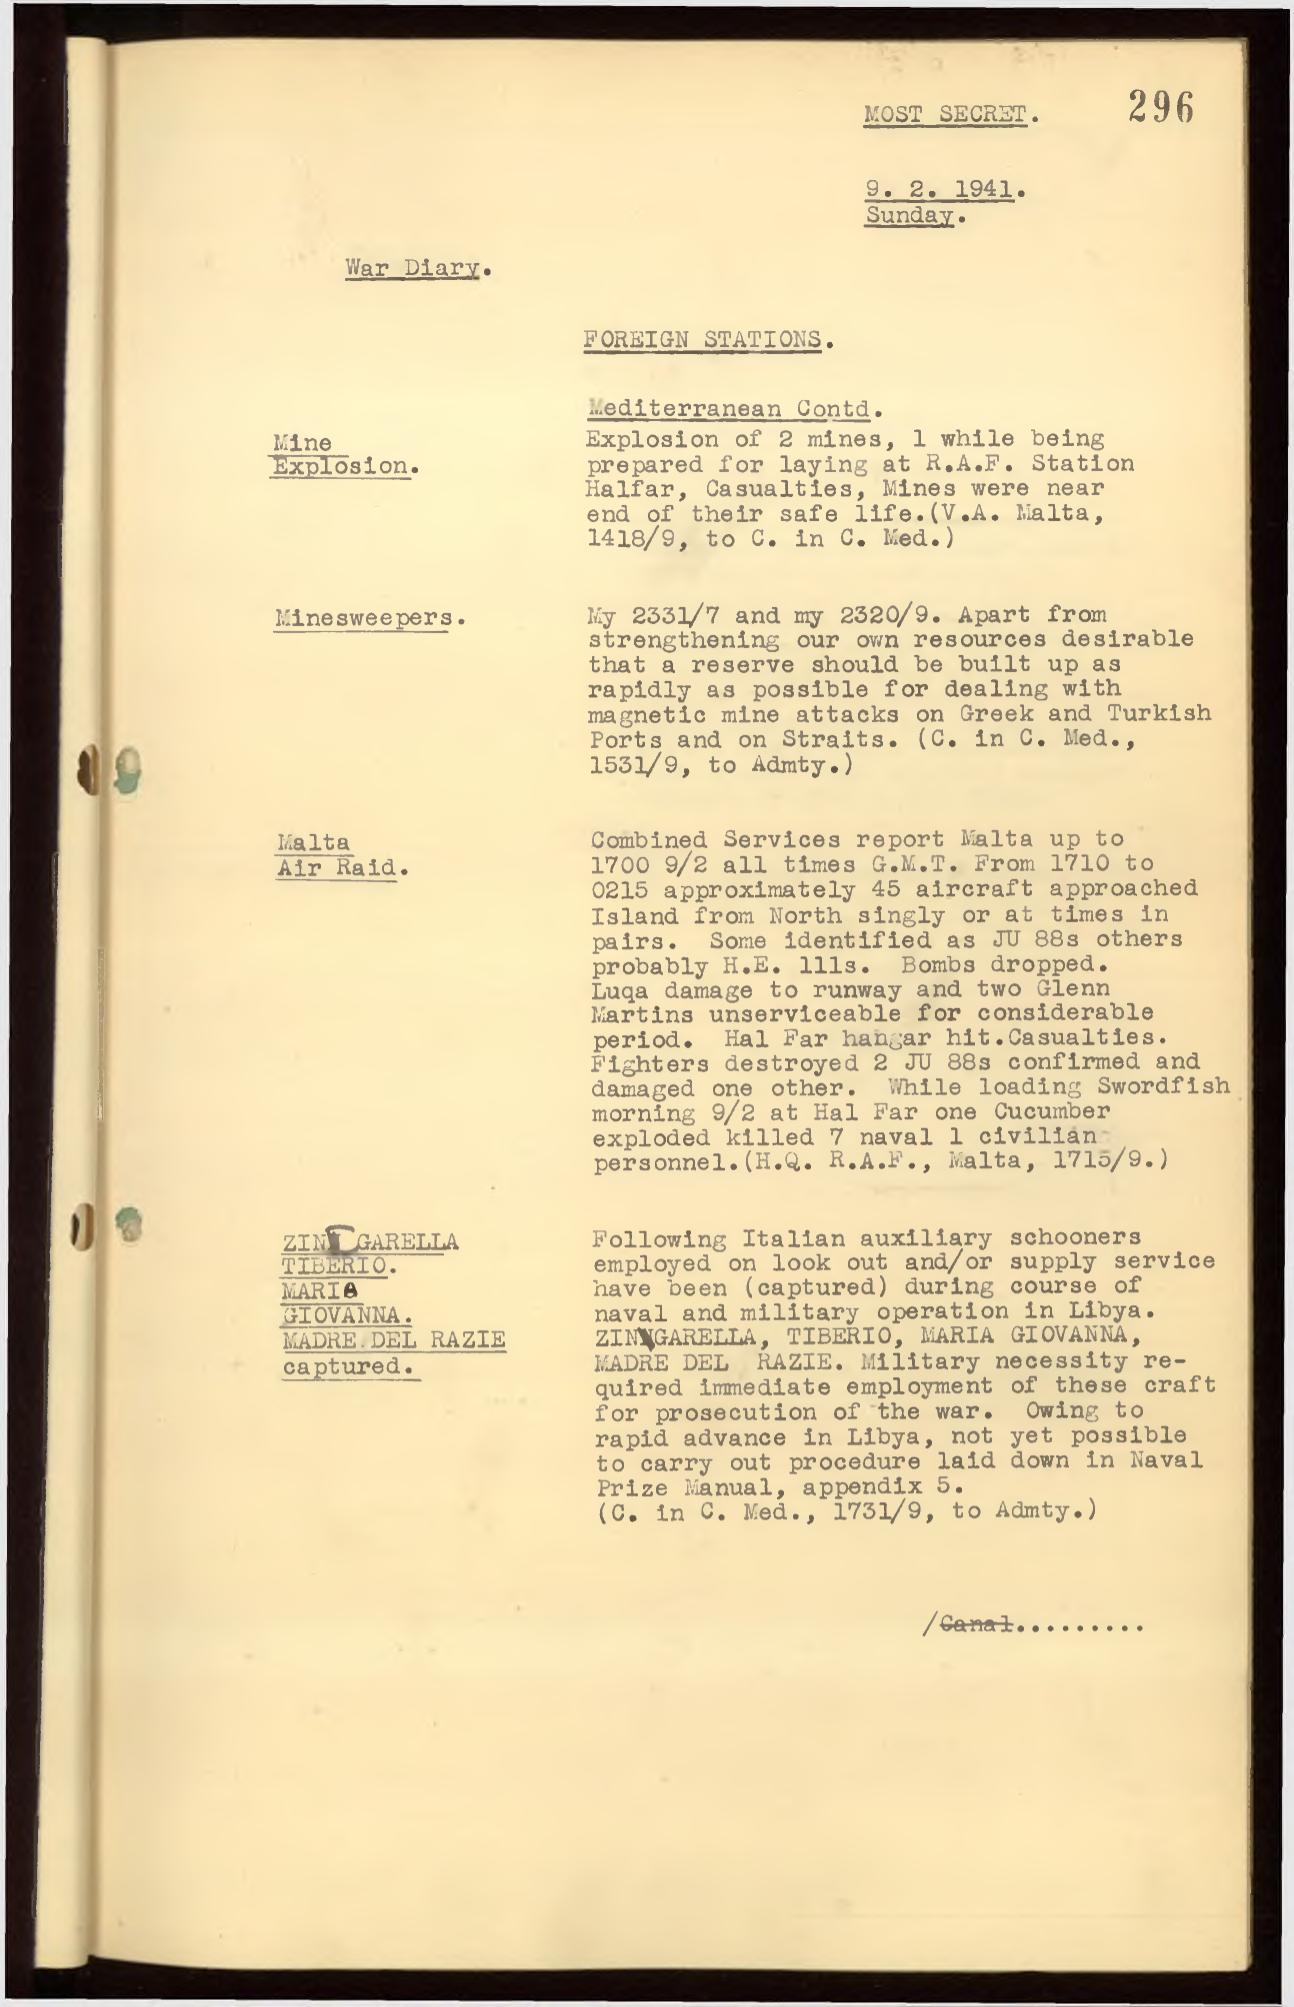 MOST SECRET.
296
9. 2. 1941.
Sunday.
War Diary.
FOREIGN STATIONS.
Mediterranean Contd.
Mine
Explosion.
Explosion of 2 mines, 1 while being
prepared for laying at R.A.F. Station
Halfar, Casualties, Mines were near
end of their safe life.(V.A. Malta,
1418/9, to C. in C. Med.)
Minesweepers.
My 2331/7 and my 2320/9. Apart from
strengthening our own resources desirable
that a reserve should be built up as
rapidly as possible for dealing with
magnetic mine attacks on Greek and Turkish
Ports and on Straits. (C. in C. Med.,
1531/9, to Admty.)
Malta
Air Raid.
Combined Services report Malta up to
1700 9/2 all times G.M.T. From 1710 to
0215 approximately 45 aircraft approached
Island from North singly or at times in
pairs. Some identified as JU 88s others
probably H.E. 111s. Bombs dropped.
Luqa damage to runway and two Glenn
Martins unserviceable for considerable
period. Hal Far hangar hit.Casualties.
Fighters destroyed 2 JU 88s confirmed and
damaged one other. While loading Swordfish
morning 9/2 at Hal Far one Cucumber
exploded killed 7 naval 1 civilian
personnel.(H.Q. R.A.F., Malta, 1715/9.)
ZINGARELLA
TIBERIO.
MARIA
GIOVANNA.
MADRE DEL RAZIE
captured.
Following Italian auxiliary schooners
employed on look out and/or supply service
have been (captured) during course of
naval and military operation in Libya.
ZINGARELLA, TIBERIO, MARIA GIOVANNA,
MADRE DEL RAZIE. Military necessity re-
quired immediate employment of these craft
for prosecution of the war. Owing to
rapid advance in Libya, not yet possible
to carry out procedure laid down in Naval
Prize Manual, appendix 5.
(C. in C. Med., 1731/9, to Admty.)
/Canal.........